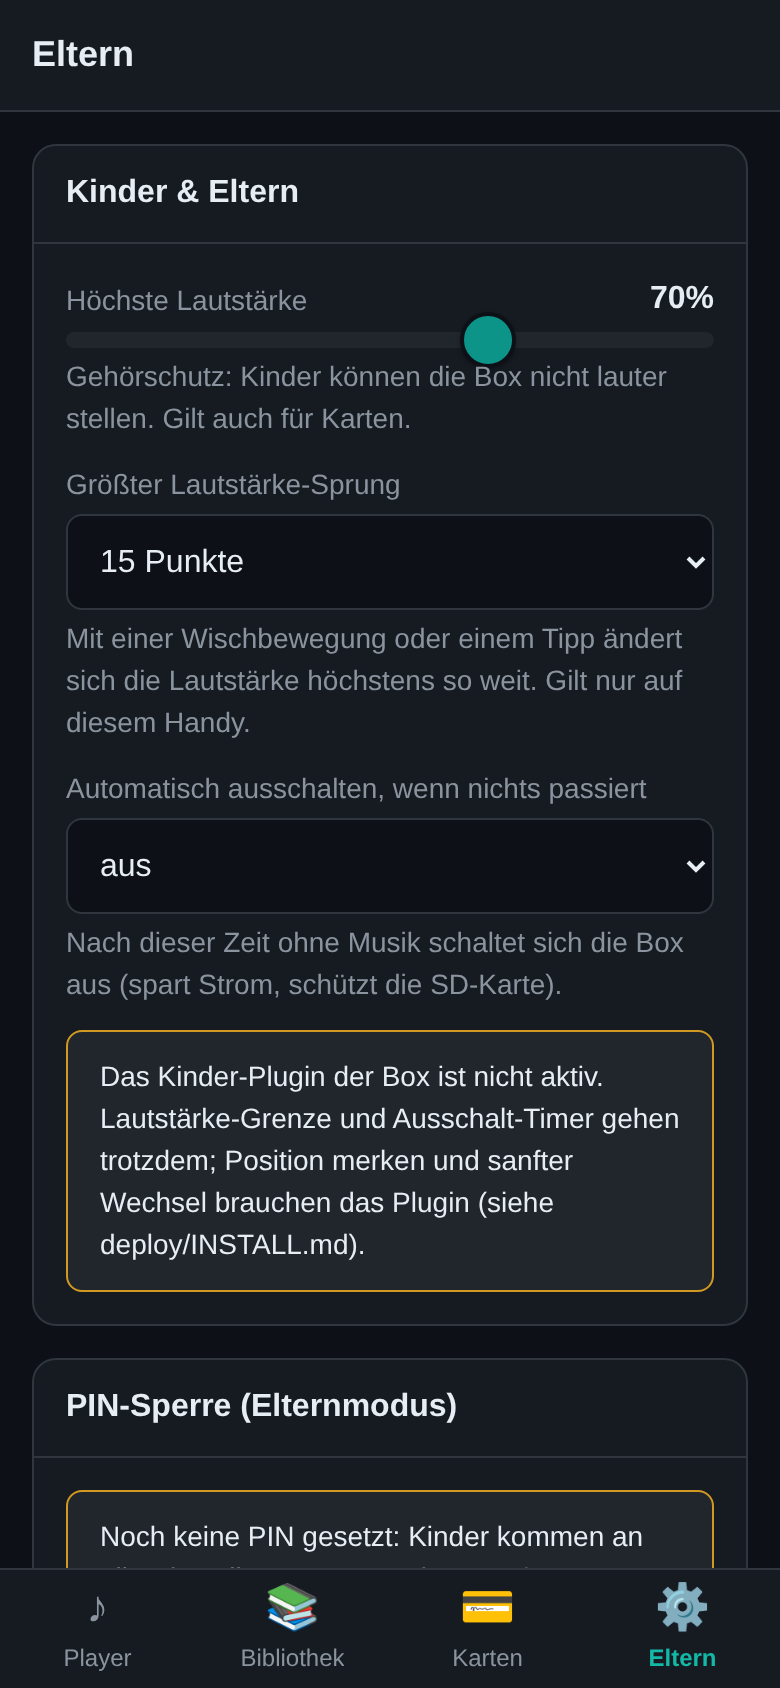 Eltern
Kinder & Eltern
Höchste Lautstärke 70%
Gehörschutz: Kinder können die Box nicht lauter
stellen. Gilt auch für Karten.
Größter Lautstärke-Sprung
15 Punkte
Mit einer Wischbewegung oder einem Tipp ändert
sich die Lautstärke höchstens so weit. Gilt nur auf
diesem Handy.
Automatisch ausschalten, wenn nichts passiert
aus
Nach dieser Zeit ohne Musik schaltet sich die Box
aus (spart Strom, schützt die SD-Karte).
Das Kinder-Plugin der Box ist nicht aktiv.
Lautstärke-Grenze und Ausschalt-Timer gehen
trotzdem; Position merken und sanfter
Wechsel brauchen das Plugin (siehe
deploy/INSTALL.md).
PIN-Sperre (Elternmodus)
Noch keine PIN gesetzt: Kinder kommen an
Player Bibliothek Karten Eltern